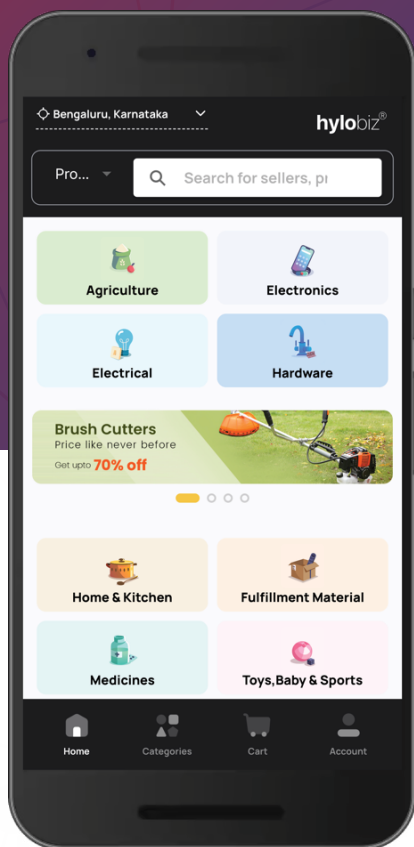 Bengaluru, Karnataka
hylobiz®
Pro...
Search for sellers, pr
Agriculture
Electronics
Electrical
Hardware
Brush Cutters
Price like never before
Get upto 70% off
Home & Kitchen
Fulfillment Material
Medicines
Toys,Baby & Sports
Home
Categories
Cart
Account